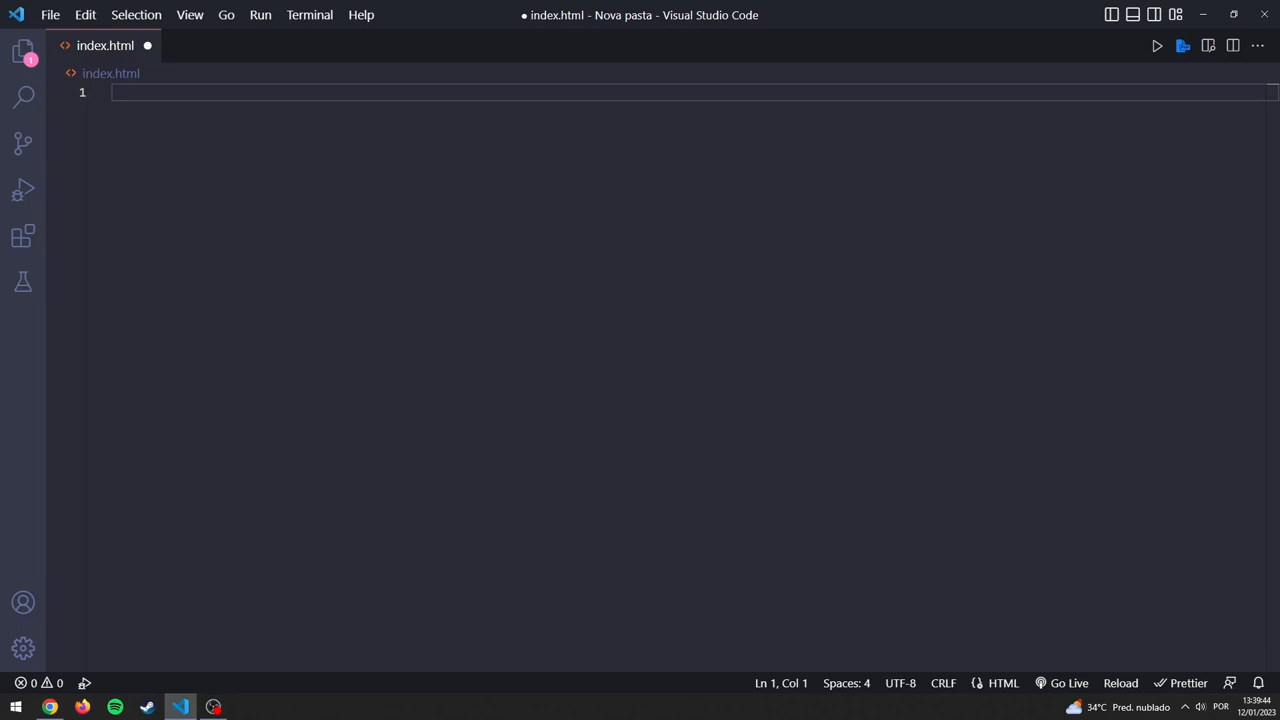 File Edit Selection View Go Run Terminal Help ● index.html - Nova pasta - Visual Studio Code
index.html
1
index.html
1
0 0 Ln 1, Col 1 Spaces: 4 UTF-8 CRLF HTML Go Live Reload Prettier
34°C Pred. nublado POR 13:39:44
12/01/2023